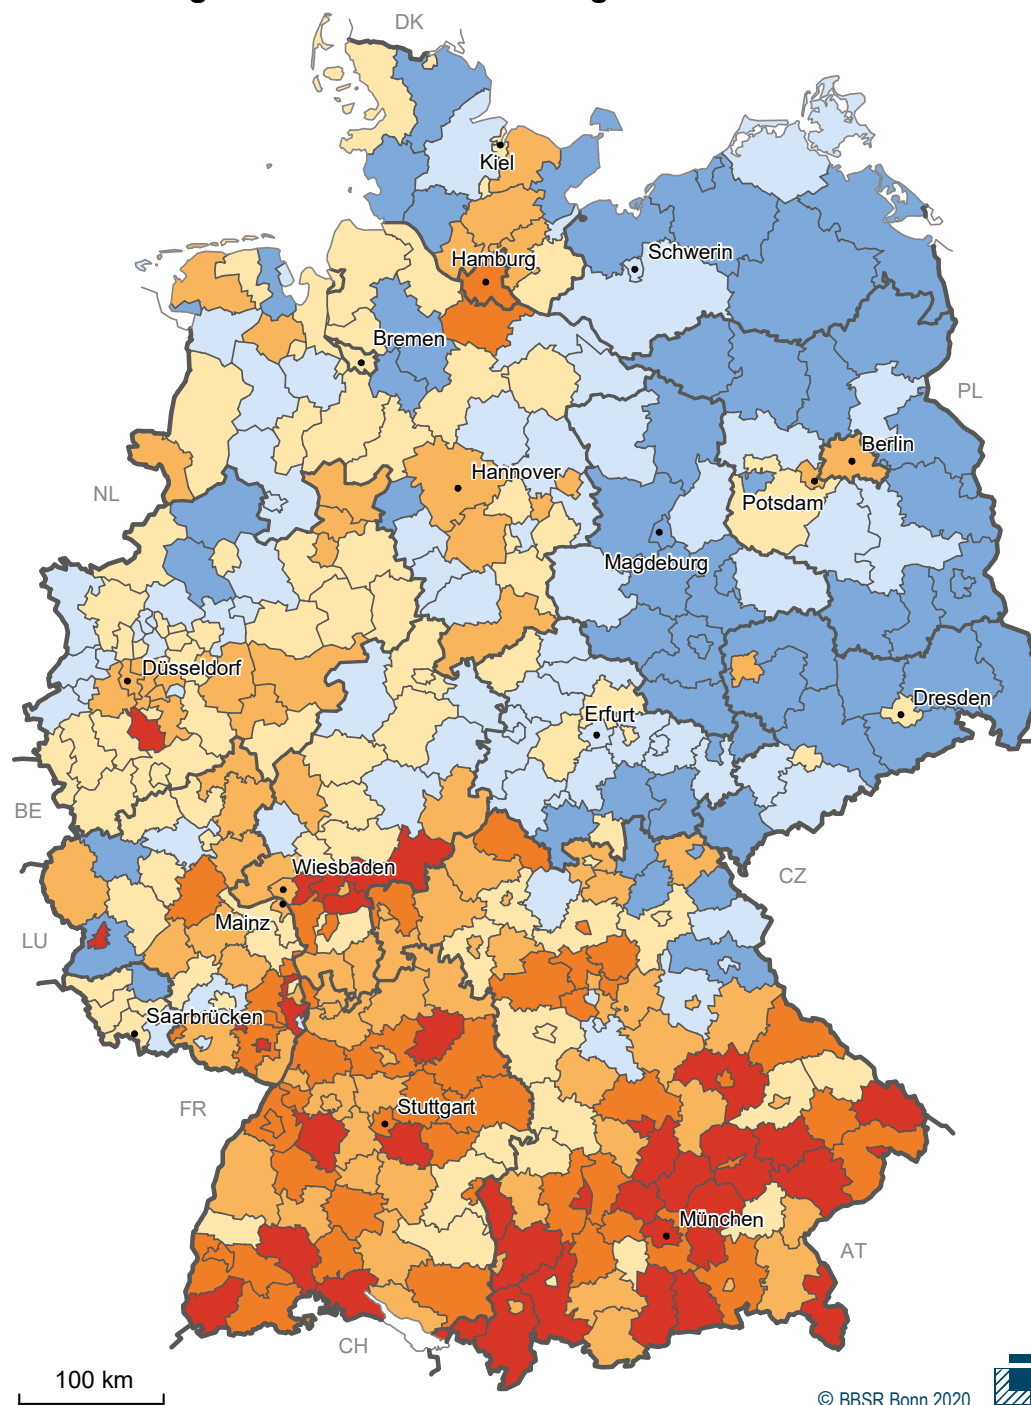 DK
Kiel
Schwerin
Hamburg
Bremen
PL
Berlin
Hannover
NL
Potsdam
Magdeburg
Düsseldorf
Dresden
Erfurt
BE
Wiesbaden
CZ
Mainz
LU
Saarbrücken
FR
Stuttgart
München
AT
CH
100 km
© BBSR Bonn 2020